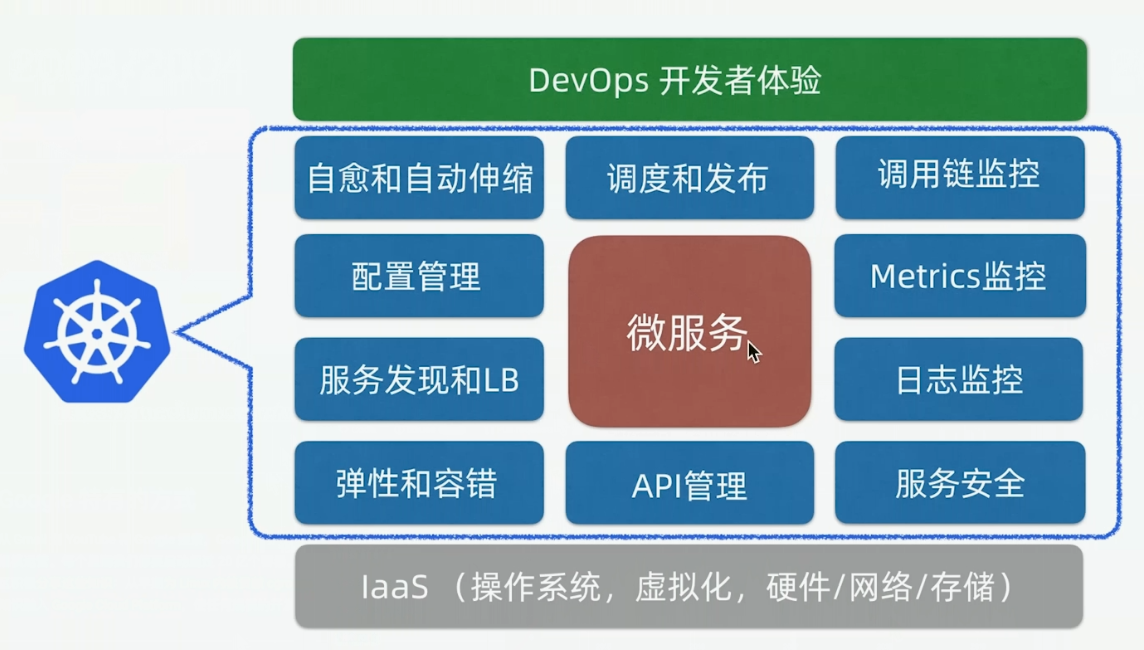 DevOps 开发者体验
自愈和自动伸缩
调度和发布
调用链监控
配置管理
微服务
Metrics监控
服务发现和LB
日志监控
弹性和容错
API管理
服务安全
IaaS （操作系统，虚拟化，硬件/网络/存储）